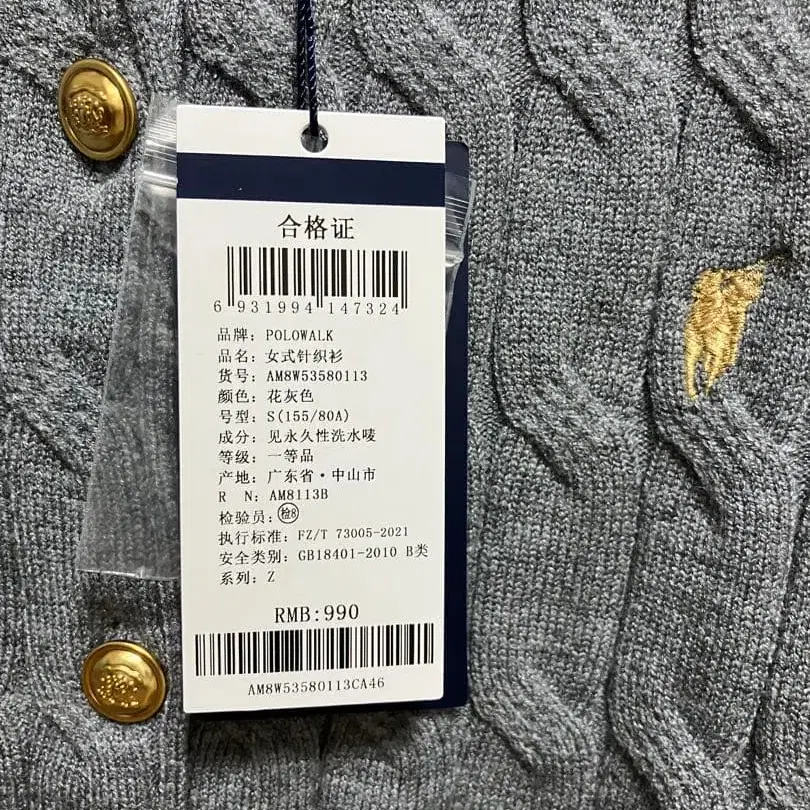 合格证
6 931994 147324
品牌: POLOWALK
品名: 女式针织衫
货号: AM8W53580113
颜色: 花灰色
号型: S(155/80A)
成分: 见永久性洗水唛
等级: 一等品
产地: 广东省·中山市
R N: AM8113B
检验员: 检8
执行标准: FZ/T 73005-2021
安全类别: GB18401-2010 B类
系列: Z
RMB:990
AM8W53580113CA46